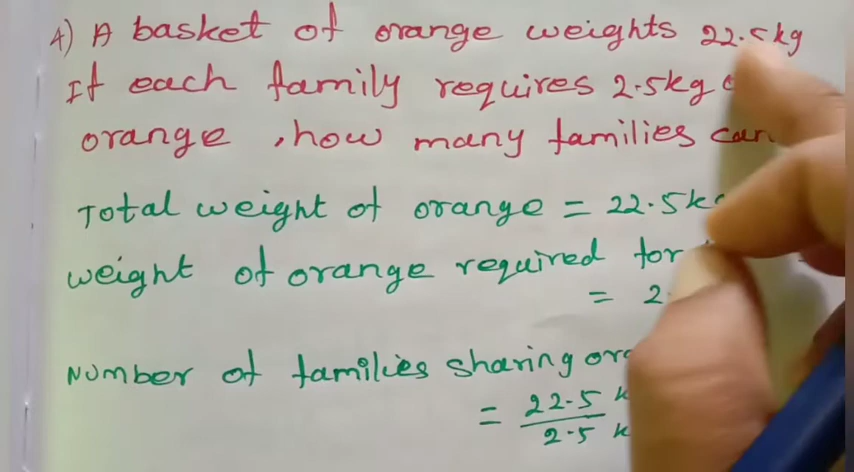 4) A basket of orange weights 22.5kg
If each family requires 2.5kg
orange, how many families can
Total weight of orange = 22.5k
weight of orange required for
= 2.
Number of families sharing
= 22.5 k
2.5 k